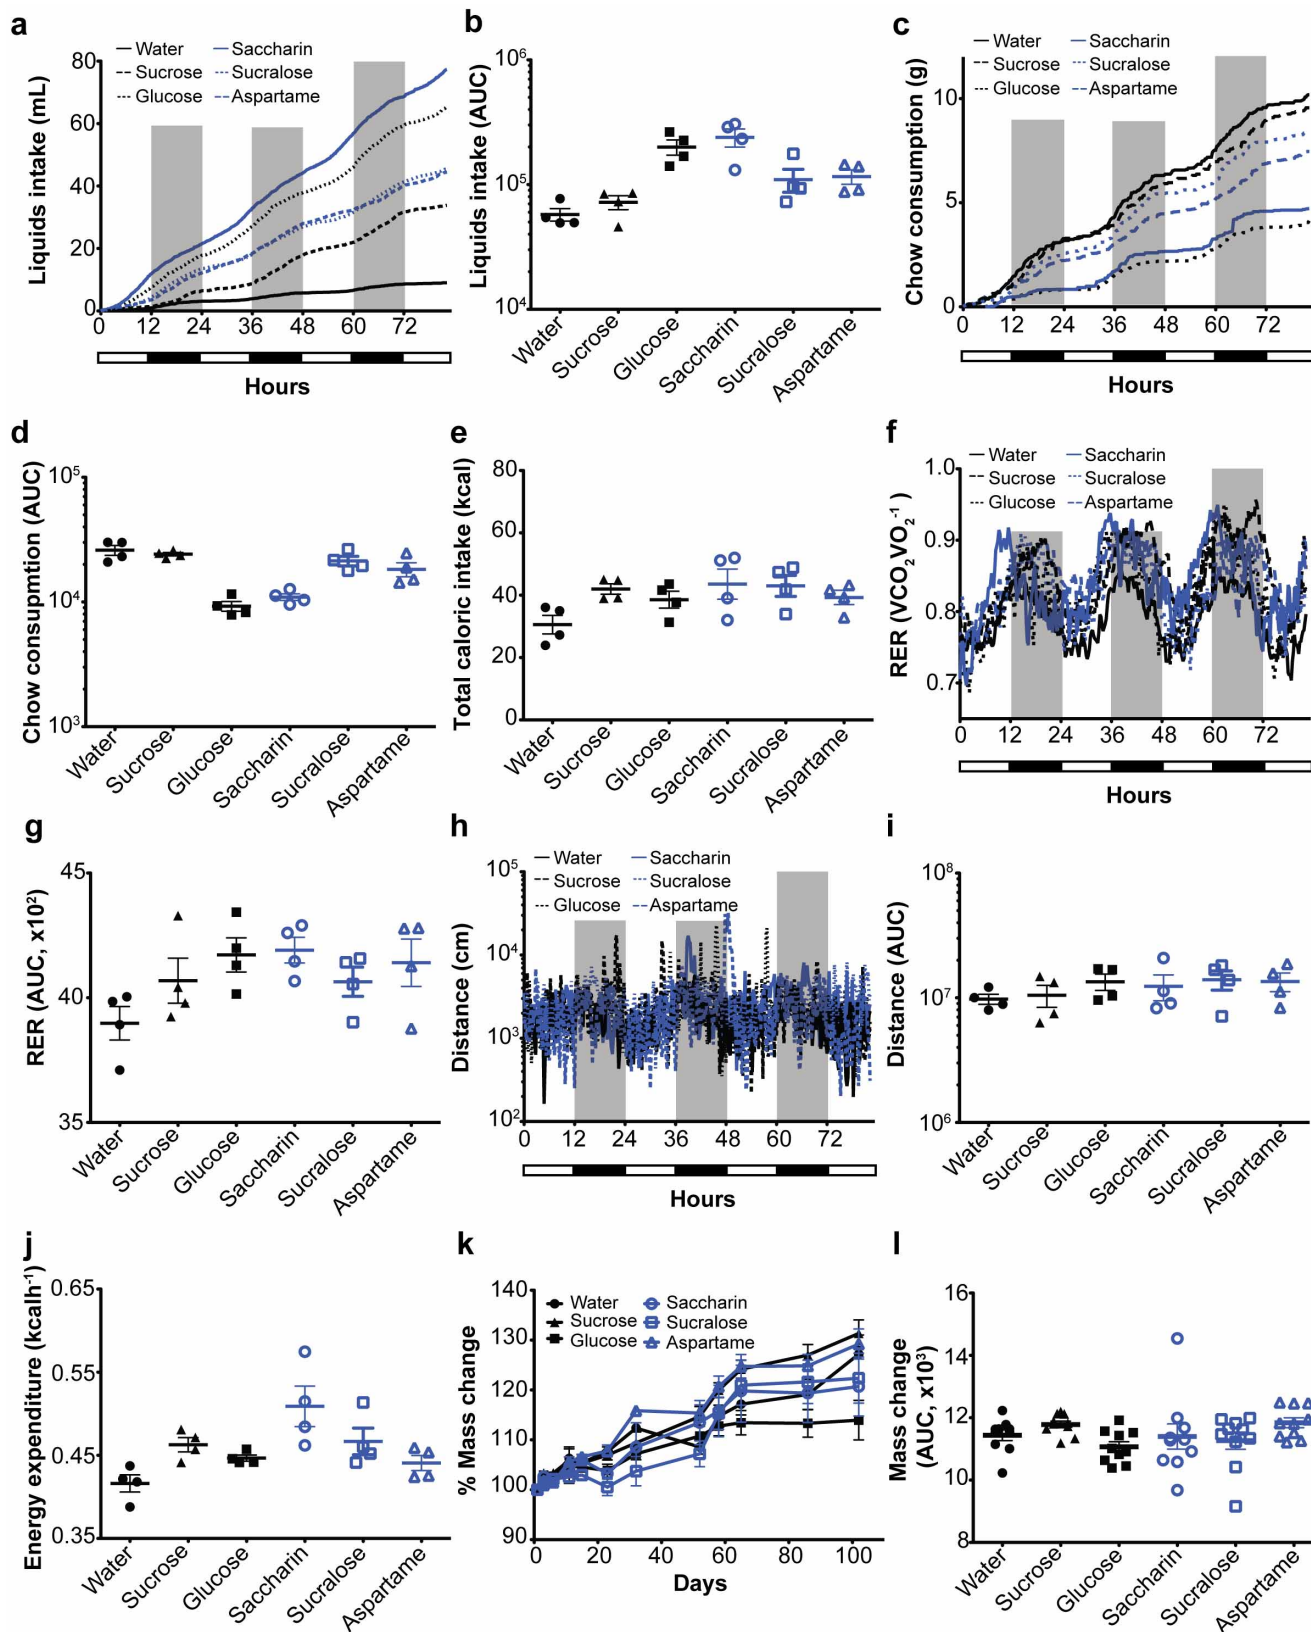 a
Water
Saccharin
Sucrose
Sucralose
Glucose
Aspartame
Liquids intake (mL)
80
60
40
20
0
0 12 24 36 48 60 72
Hours
b
Liquids intake (AUC)
10⁶
10⁵
10⁴
Water
Sucrose
Glucose
Saccharin
Sucralose
Aspartame
c
Water
Saccharin
Sucrose
Sucralose
Glucose
Aspartame
Chow consumption (g)
10
5
0
0 12 24 36 48 60 72
Hours
d
Chow consupmtion (AUC)
10⁵
10⁴
10³
Water
Sucrose
Glucose
Saccharin
Sucralose
Aspartame
e
Total caloric intake (kcal)
80
60
40
20
0
Water
Sucrose
Glucose
Saccharin
Sucralose
Aspartame
f
Water
Saccharin
Sucrose
Sucralose
Glucose
Aspartame
RER (VCO₂VO₂⁻¹ )
1.0
0.9
0.8
0.7
0 12 24 36 48 60 72
Hours
g
RER (AUC, x10²)
45
40
35
Water
Sucrose
Glucose
Saccharin
Sucralose
Aspartame
h
Water
Saccharin
Sucrose
Sucralose
Glucose
Aspartame
Distance (cm)
10⁵
10⁴
10³
10²
0 12 24 36 48 60 72
Hours
i
Distance (AUC)
10⁸
10⁷
10⁶
Water
Sucrose
Glucose
Saccharin
Sucralose
Aspartame
j
Energy expenditure (kcalh⁻¹)
0.65
0.55
0.45
0.35
Water
Sucrose
Glucose
Saccharin
Sucralose
Aspartame
k
Water
Saccharin
Sucrose
Sucralose
Glucose
Aspartame
% Mass change
140
130
120
110
100
90
0 20 40 60 80 100
Days
l
Mass change
(AUC, x10³)
16
14
12
10
8
Water
Sucrose
Glucose
Saccharin
Sucralose
Aspartame